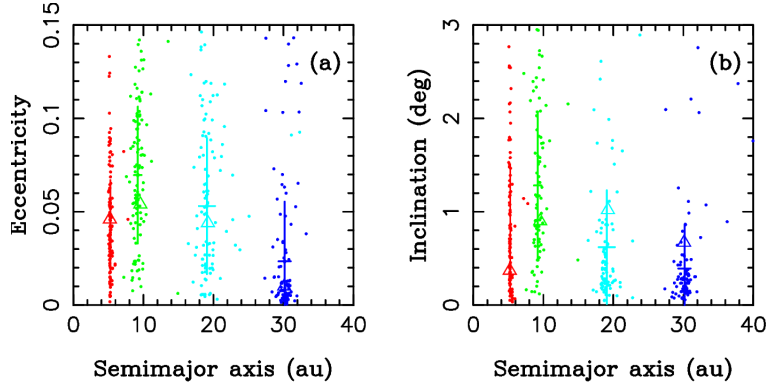 0.15
(a)
0.1
0.05
0
Eccentricity
0 10 20 30 40
Semimajor axis (au)
3
(b)
2
1
0
Inclination (deg)
0 10 20 30 40
Semimajor axis (au)